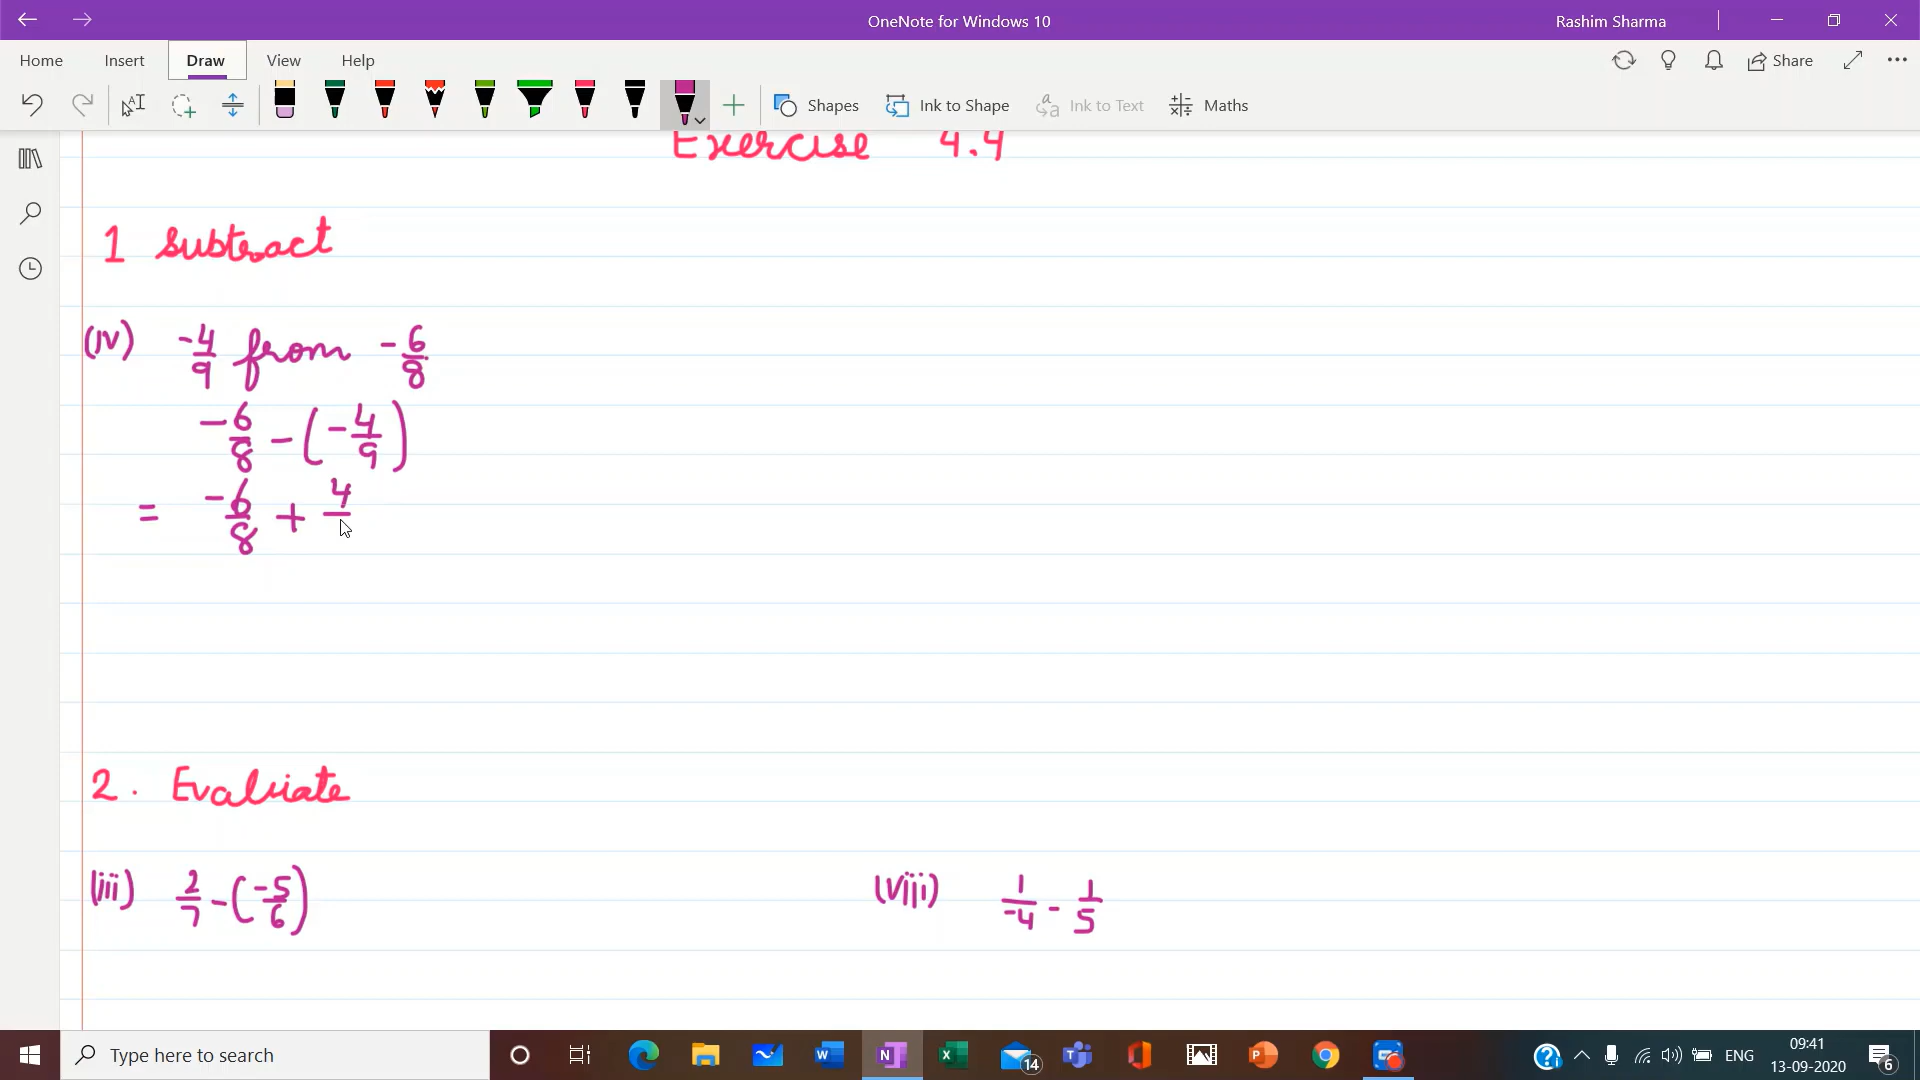 OneNote for Windows 10
Rashim Sharma
Home Insert Draw View Help
Share
Shapes Ink to Shape Ink to Text Maths
Exercise 4.4
1 Subtract
(iv) -4/9 from -6/8
-6/8 - (-4/9)
= -6/8 + 4/
2. Evaluate
(iii) 2/7 - (-5/6)
(viii) 1/-4 - 1/5
Type here to search
14
ENG
09:41
13-09-2020
6